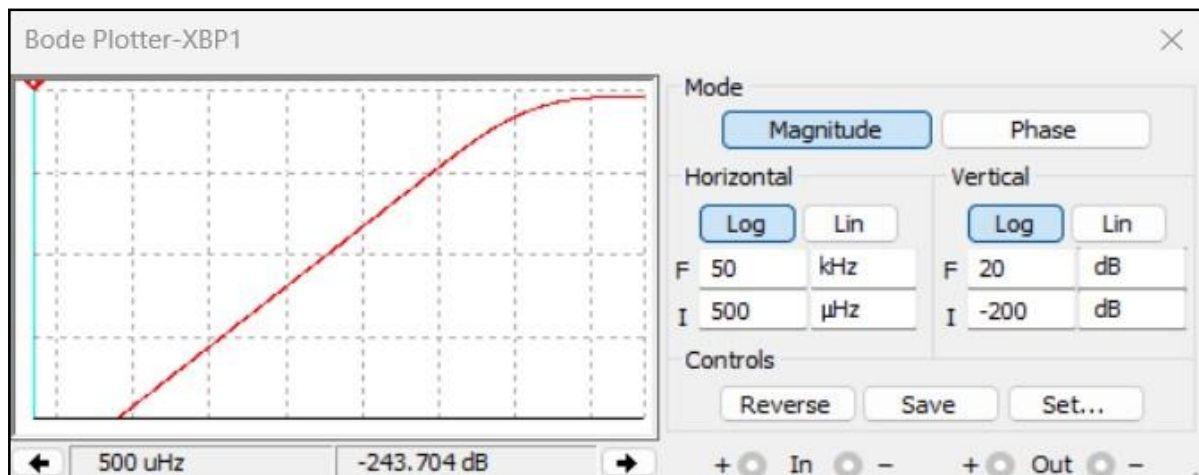 Bode Plotter-XBP1
Mode
Magnitude Phase
Horizontal Vertical
Log Lin Log Lin
F 50 kHz F 20 dB
I 500 µHz I -200 dB
Controls
Reverse Save Set...
500 uHz -243.704 dB + In - + Out -